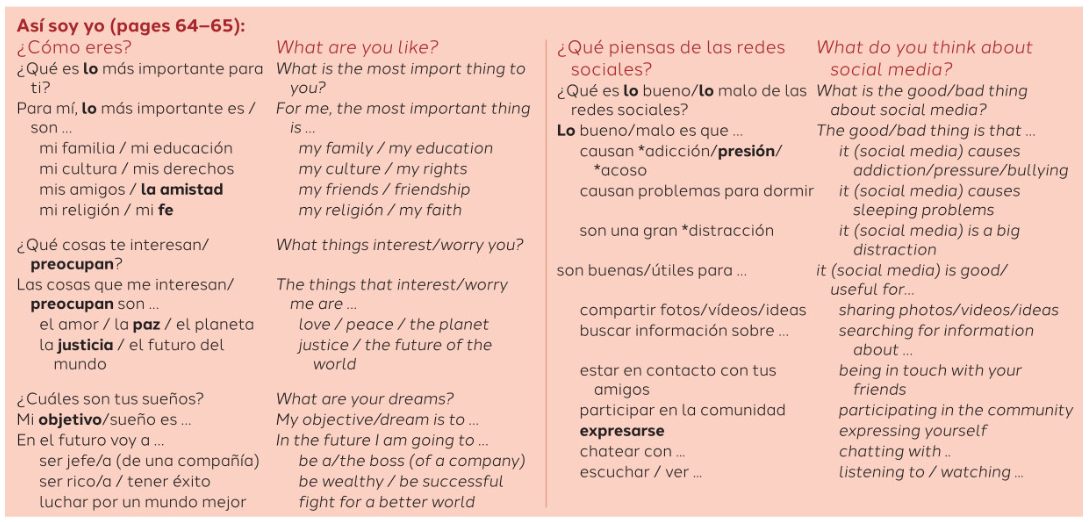 Así soy yo (pages 64–65):
¿Cómo eres? What are you like?
¿Qué es lo más importante para What is the most import thing to
ti? you?
Para mí, lo más importante es / For me, the most important thing
son ... is ...
mi familia / mi educación my family / my education
mi cultura / mis derechos my culture / my rights
mis amigos / la amistad my friends / friendship
mi religión / mi fe my religión / my faith
¿Qué cosas te interesan/ What things interest/worry you?
preocupan?
Las cosas que me interesan/ The things that interest/worry
preocupan son ... me are ...
el amor / la paz / el planeta love / peace / the planet
la justicia / el futuro del justice / the future of the
mundo world
¿Cuáles son tus sueños? What are your dreams?
Mi objetivo/sueño es ... My objective/dream is to ...
En el futuro voy a ... In the future I am going to ...
ser jefe/a (de una compañía) be a/the boss (of a company)
ser rico/a / tener éxito be wealthy / be successful
luchar por un mundo mejor fight for a better world
¿Qué piensas de las redes What do you think about
sociales? social media?
¿Qué es lo bueno/lo malo de las What is the good/bad thing
redes sociales? about social media?
Lo bueno/malo es que ... The good/bad thing is that ...
causan *adicción/presión/ it (social media) causes
*acoso addiction/pressure/bullying
causan problemas para dormir it (social media) causes
sleeping problems
son una gran *distracción it (social media) is a big
distraction
son buenas/útiles para ... it (social media) is good/
useful for...
compartir fotos/vídeos/ideas sharing photos/videos/ideas
buscar información sobre ... searching for information
about ...
estar en contacto con tus being in touch with your
amigos friends
participar en la comunidad participating in the community
expresarse expressing yourself
chatear con ... chatting with ..
escuchar / ver ... listening to / watching ...